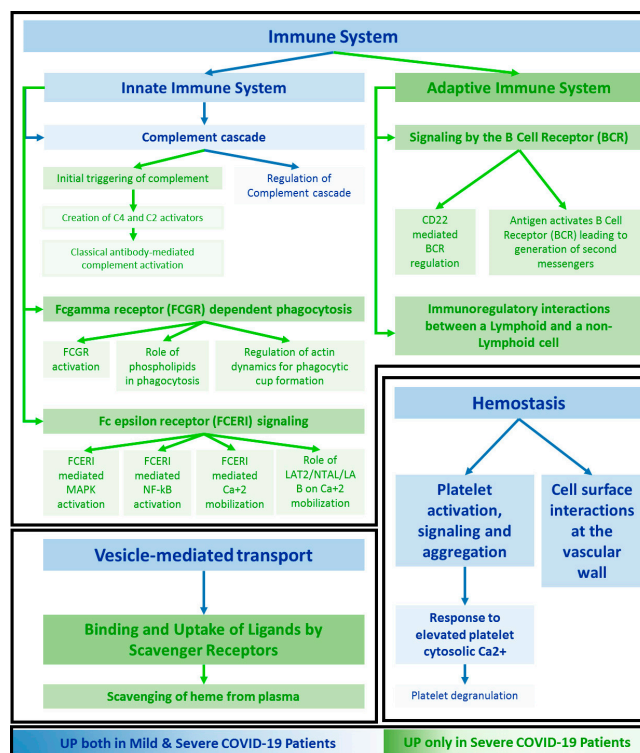 Immune System
Innate Immune System
Adaptive Immune System
Complement cascade
Signaling by the B Cell Receptor (BCR)
Initial triggering of complement
Regulation of
Complement cascade
Creation of C4 and C2 activators
Classical antibody-mediated
complement activation
CD22
mediated
BCR
regulation
Antigen activates B Cell
Receptor (BCR) leading to
generation of second
messengers
Fcgamma receptor (FCGR) dependent phagocytosis
Immunoregulatory interactions
between a Lymphoid and a non-
Lymphoid cell
FCGR
activation
Role of
phospholipids
in phagocytosis
Regulation of actin
dynamics for phagocytic
cup formation
Fc epsilon receptor (FCERI) signaling
FCERI
mediated
MAPK
activation
FCERI
mediated
NF-kB
activation
FCERI
mediated
Ca+2
mobilization
Role of
LAT2/NTAL/LA
B on Ca+2
mobilization
Hemostasis
Platelet
activation,
signaling and
aggregation
Cell surface
interactions
at the
vascular
wall
Response to
elevated platelet
cytosolic Ca2+
Platelet degranulation
Vesicle-mediated transport
Binding and Uptake of Ligands by
Scavenger Receptors
Scavenging of heme from plasma
UP both in Mild & Severe COVID-19 Patients
UP only in Severe COVID-19 Patients